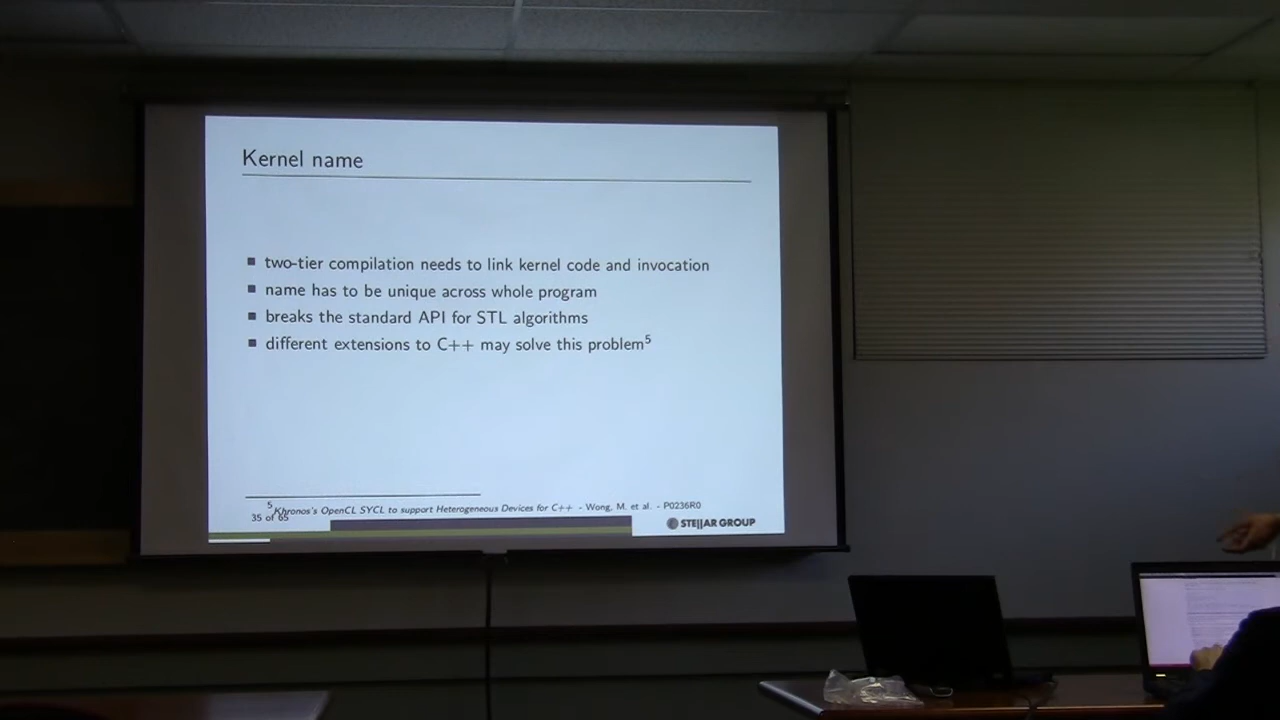 Kernel name
two-tier compilation needs to link kernel code and invocation
name has to be unique across whole program
breaks the standard API for STL algorithms
different extensions to C++ may solve this problem5
5Khronos's OpenCL SYCL to support Heterogeneous Devices for C++ - Wong, M. et al. - P0236R0
35 of 65
STE||AR GROUP